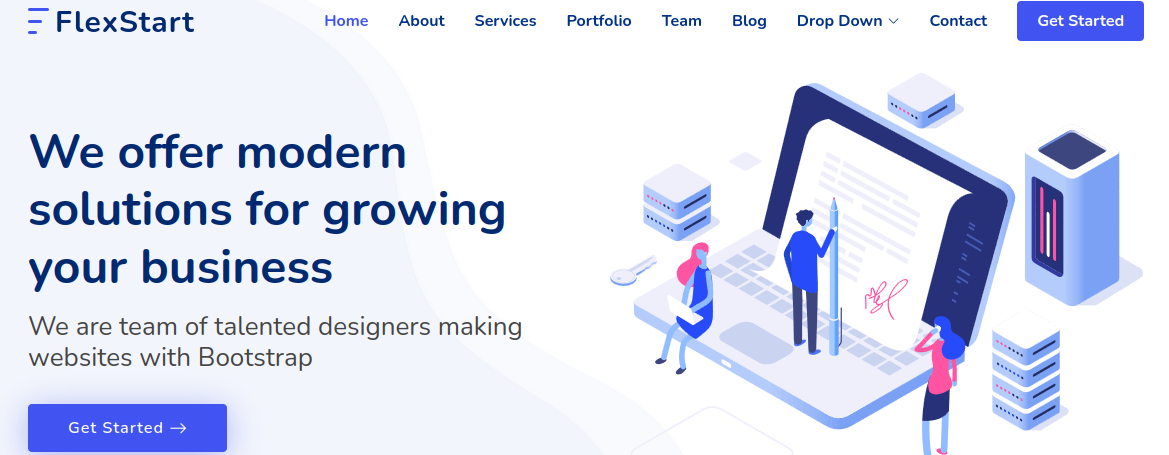 FlexStart
Home About Services Portfolio Team Blog Drop Down Contact Get Started
We offer modern
solutions for growing
your business
We are team of talented designers making
websites with Bootstrap
Get Started →